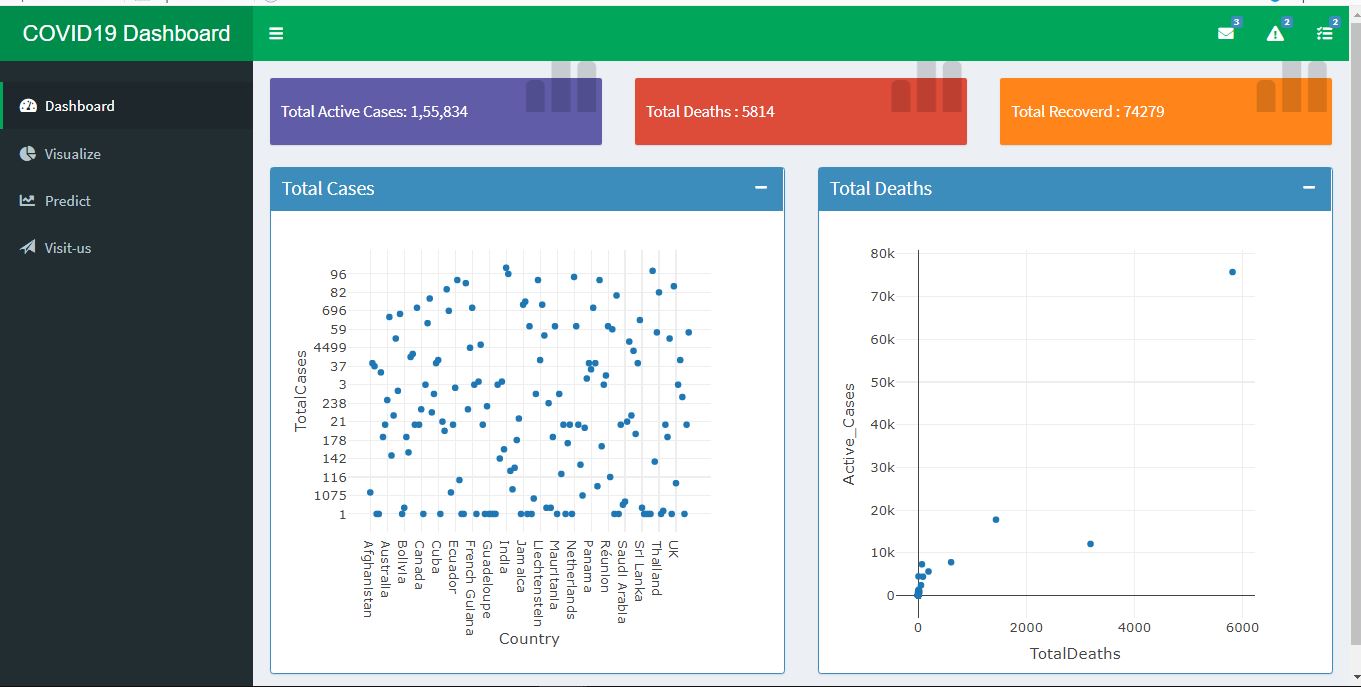 COVID19 Dashboard
3
2
2
Dashboard
Visualize
Predict
Visit-us
Total Active Cases: 1,55,834
Total Deaths : 5814
Total Recoverd : 74279
Total Cases
TotalCases
96
82
696
59
4499
37
3
238
21
178
142
116
1075
1
Afghanistan
Australia
Bolivia
Canada
Cuba
Ecuador
French Guiana
Guadeloupe
India
Jamaica
Liechtenstein
Mauritania
Netherlands
Panama
Réunion
Saudi Arabia
Sri Lanka
Thailand
UK
Country
Total Deaths
Active_Cases
80k
70k
60k
50k
40k
30k
20k
10k
0
0
2000
4000
6000
TotalDeaths